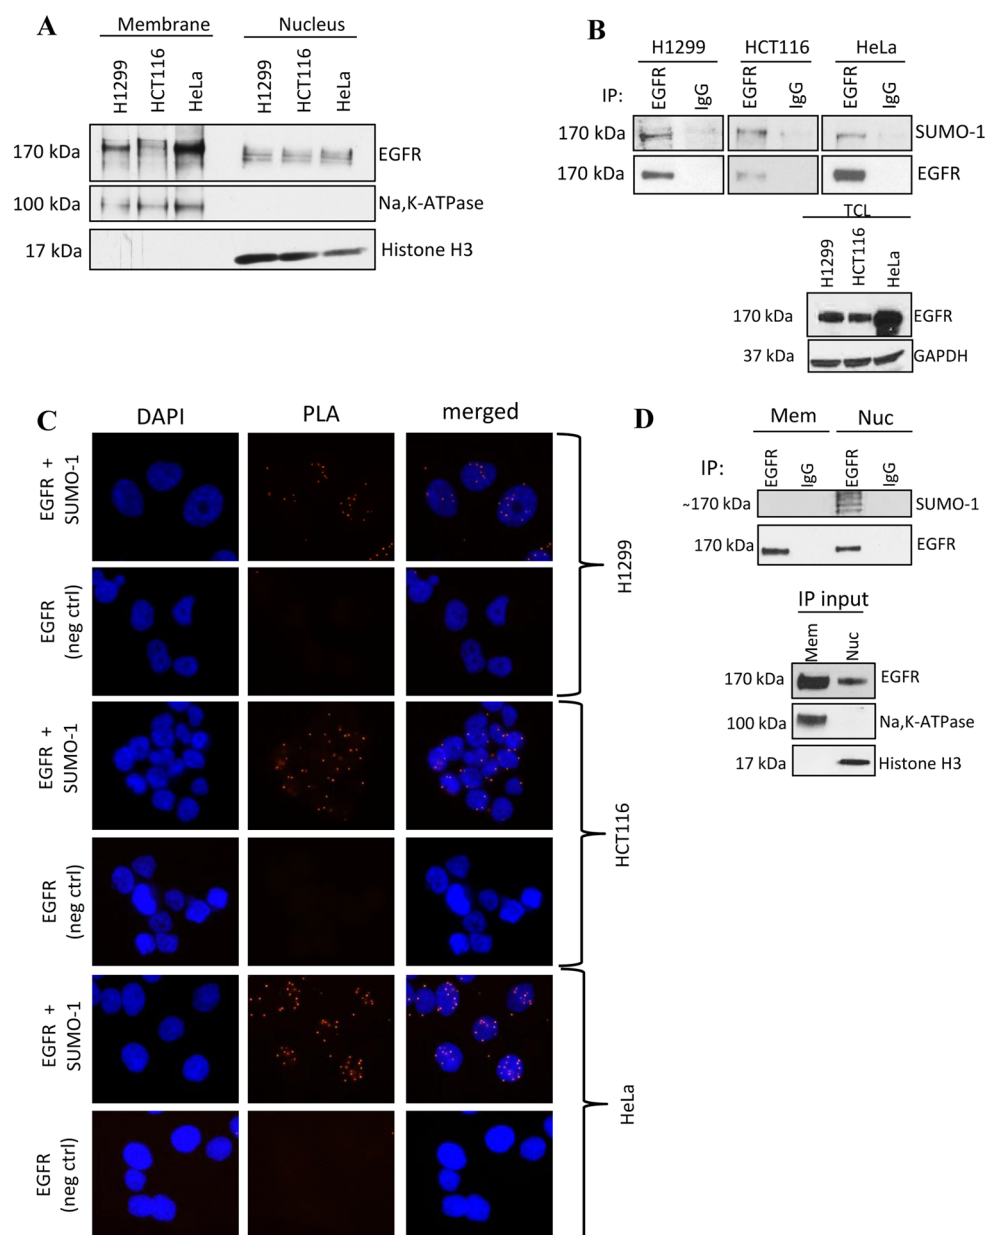 A
Membrane Nucleus
H1299 HCT116 HeLa H1299 HCT116 HeLa
170 kDa EGFR
100 kDa Na,K-ATPase
17 kDa Histone H3
B
H1299 HCT116 HeLa
IP: EGFR IgG EGFR IgG EGFR IgG
170 kDa SUMO-1
170 kDa EGFR
TCL
H1299 HCT116 HeLa
170 kDa EGFR
37 kDa GAPDH
C
DAPI PLA merged
EGFR +
SUMO-1
EGFR
(neg ctrl)
H1299
EGFR +
SUMO-1
EGFR
(neg ctrl)
HCT116
EGFR +
SUMO-1
EGFR
(neg ctrl)
HeLa
D
Mem Nuc
IP: EGFR IgG EGFR IgG
~170 kDa SUMO-1
170 kDa EGFR
IP input
Mem Nuc
170 kDa EGFR
100 kDa Na,K-ATPase
17 kDa Histone H3